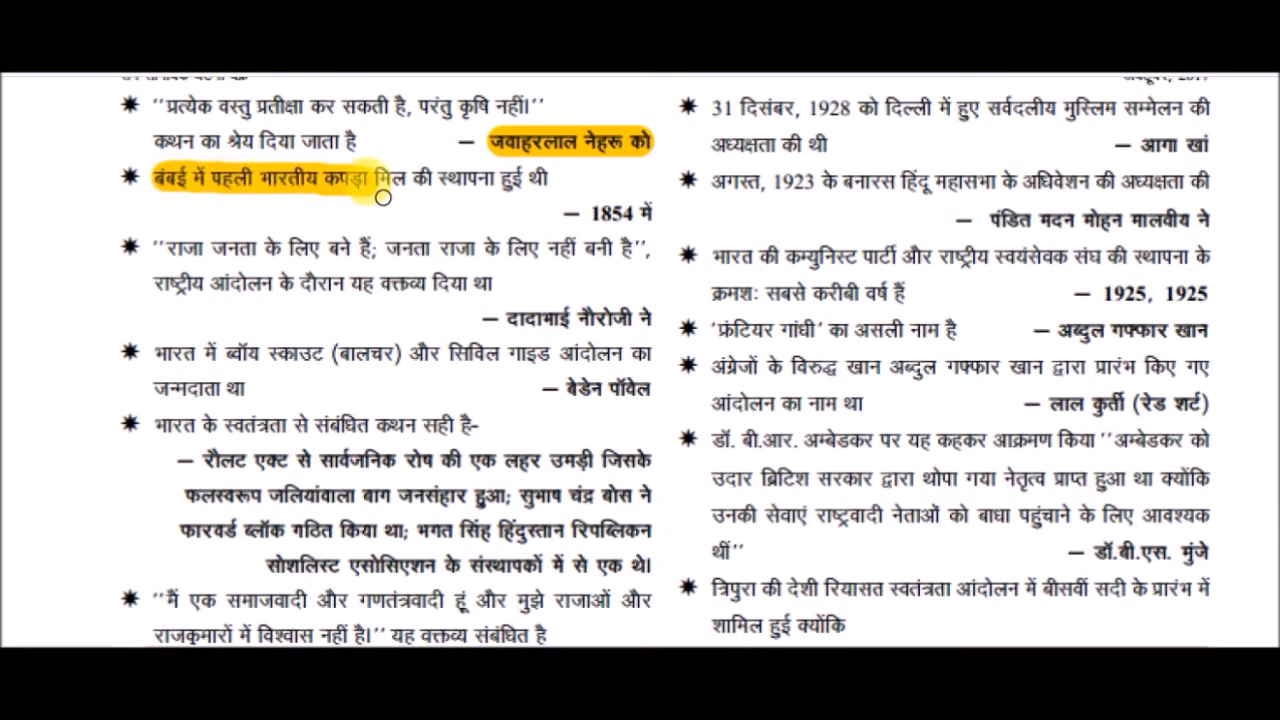 ✷ ''प्रत्येक वस्तु प्रतीक्षा कर सकती है, परंतु कृषि नहीं।''
कथन का श्रेय दिया जाता है – जवाहरलाल नेहरू को
✷ बंबई में पहली भारतीय कपड़ा मिल की स्थापना हुई थी
– 1854 में
✷ ''राजा जनता के लिए बने हैं; जनता राजा के लिए नहीं बनी है'',
राष्ट्रीय आंदोलन के दौरान यह वक्तव्य दिया था
– दादाभाई नौरोजी ने
✷ भारत में ब्वॉय स्काउट (बालचर) और सिविल गाइड आंदोलन का
जन्मदाता था – बेडेन पॉवेल
✷ भारत के स्वतंत्रता से संबंधित कथन सही है-
– रौलट एक्ट से सार्वजनिक रोष की एक लहर उमड़ी जिसके
फलस्वरूप जलियांवाला बाग जनसंहार हुआ; सुभाष चंद्र बोस ने
फारवर्ड ब्लॉक गठित किया था; भगत सिंह हिंदुस्तान रिपब्लिकन
सोशलिस्ट एसोसिएशन के संस्थापकों में से एक थे।
✷ ''मैं एक समाजवादी और गणतंत्रवादी हूं और मुझे राजाओं और
राजकुमारों में विश्वास नहीं है।'' यह वक्तव्य संबंधित है
✷ 31 दिसंबर, 1928 को दिल्ली में हुए सर्वदलीय मुस्लिम सम्मेलन की
अध्यक्षता की थी – आगा खां
✷ अगस्त, 1923 के बनारस हिंदू महासभा के अधिवेशन की अध्यक्षता की
– पंडित मदन मोहन मालवीय ने
✷ भारत की कम्युनिस्ट पार्टी और राष्ट्रीय स्वयंसेवक संघ की स्थापना के
क्रमशः सबसे करीबी वर्ष हैं – 1925, 1925
✷ 'फ्रंटियर गांधी' का असली नाम है – अब्दुल गफ्फार खान
✷ अंग्रेजों के विरुद्ध खान अब्दुल गफ्फार खान द्वारा प्रारंभ किए गए
आंदोलन का नाम था – लाल कुर्ती (रेड शर्ट)
✷ डॉ. बी.आर. अम्बेडकर पर यह कहकर आक्रमण किया ''अम्बेडकर को
उदार ब्रिटिश सरकार द्वारा थोपा गया नेतृत्व प्राप्त हुआ था क्योंकि
उनकी सेवाएं राष्ट्रवादी नेताओं को बाधा पहुंचाने के लिए आवश्यक
थीं'' – डॉ.बी.एस. मुंजे
✷ त्रिपुरा की देशी रियासत स्वतंत्रता आंदोलन में बीसवीं सदी के प्रारंभ में
शामिल हुई क्योंकि